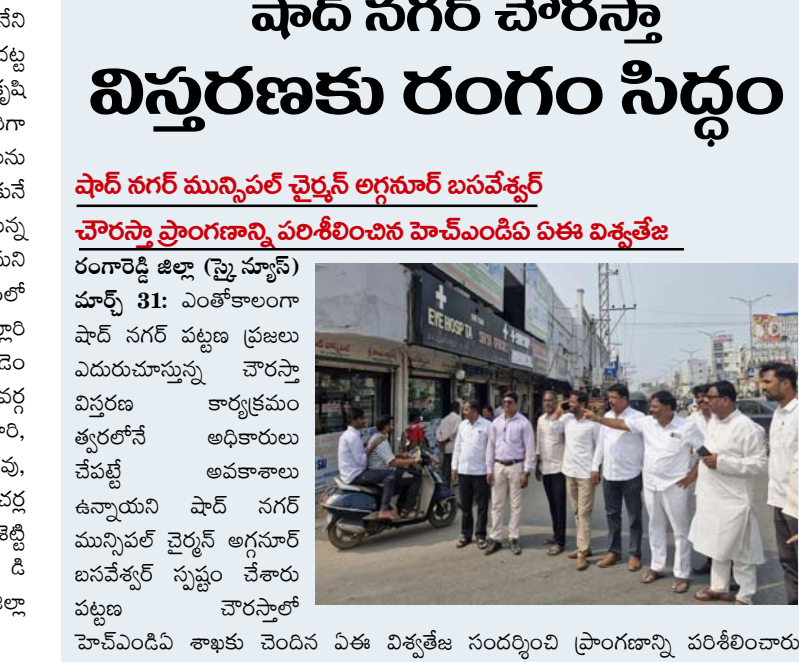 షాద్ నగర్ చౌరస్తా
విస్తరణకు రంగం సిద్ధం
షాద్ నగర్ మున్సిపల్ చైర్మన్ అగ్గనూర్ బసవేశ్వర్
చౌరస్తా ప్రాంగణాన్ని పరిశీలించిన హెచ్ఎండిఏ ఏఈ విశ్వతేజ
రంగారెడ్డి జిల్లా (స్కై న్యూస్)
మార్చ్ 31: ఎంతోకాలంగా
షాద్ నగర్ పట్టణ ప్రజలు
ఎదురుచూస్తున్న చౌరస్తా
విస్తరణ కార్యక్రమం
త్వరలోనే అధికారులు
చేపట్టే అవకాశాలు
ఉన్నాయని షాద్ నగర్
మున్సిపల్ చైర్మన్ అగ్గనూర్
బసవేశ్వర్ స్పష్టం చేశారు
పట్టణ చౌరస్తాలో
హెచ్ఎండిఏ శాఖకు చెందిన ఏఈ విశ్వతేజ సందర్శించి ప్రాంగణాన్ని పరిశీలించారు
EYE HOSP